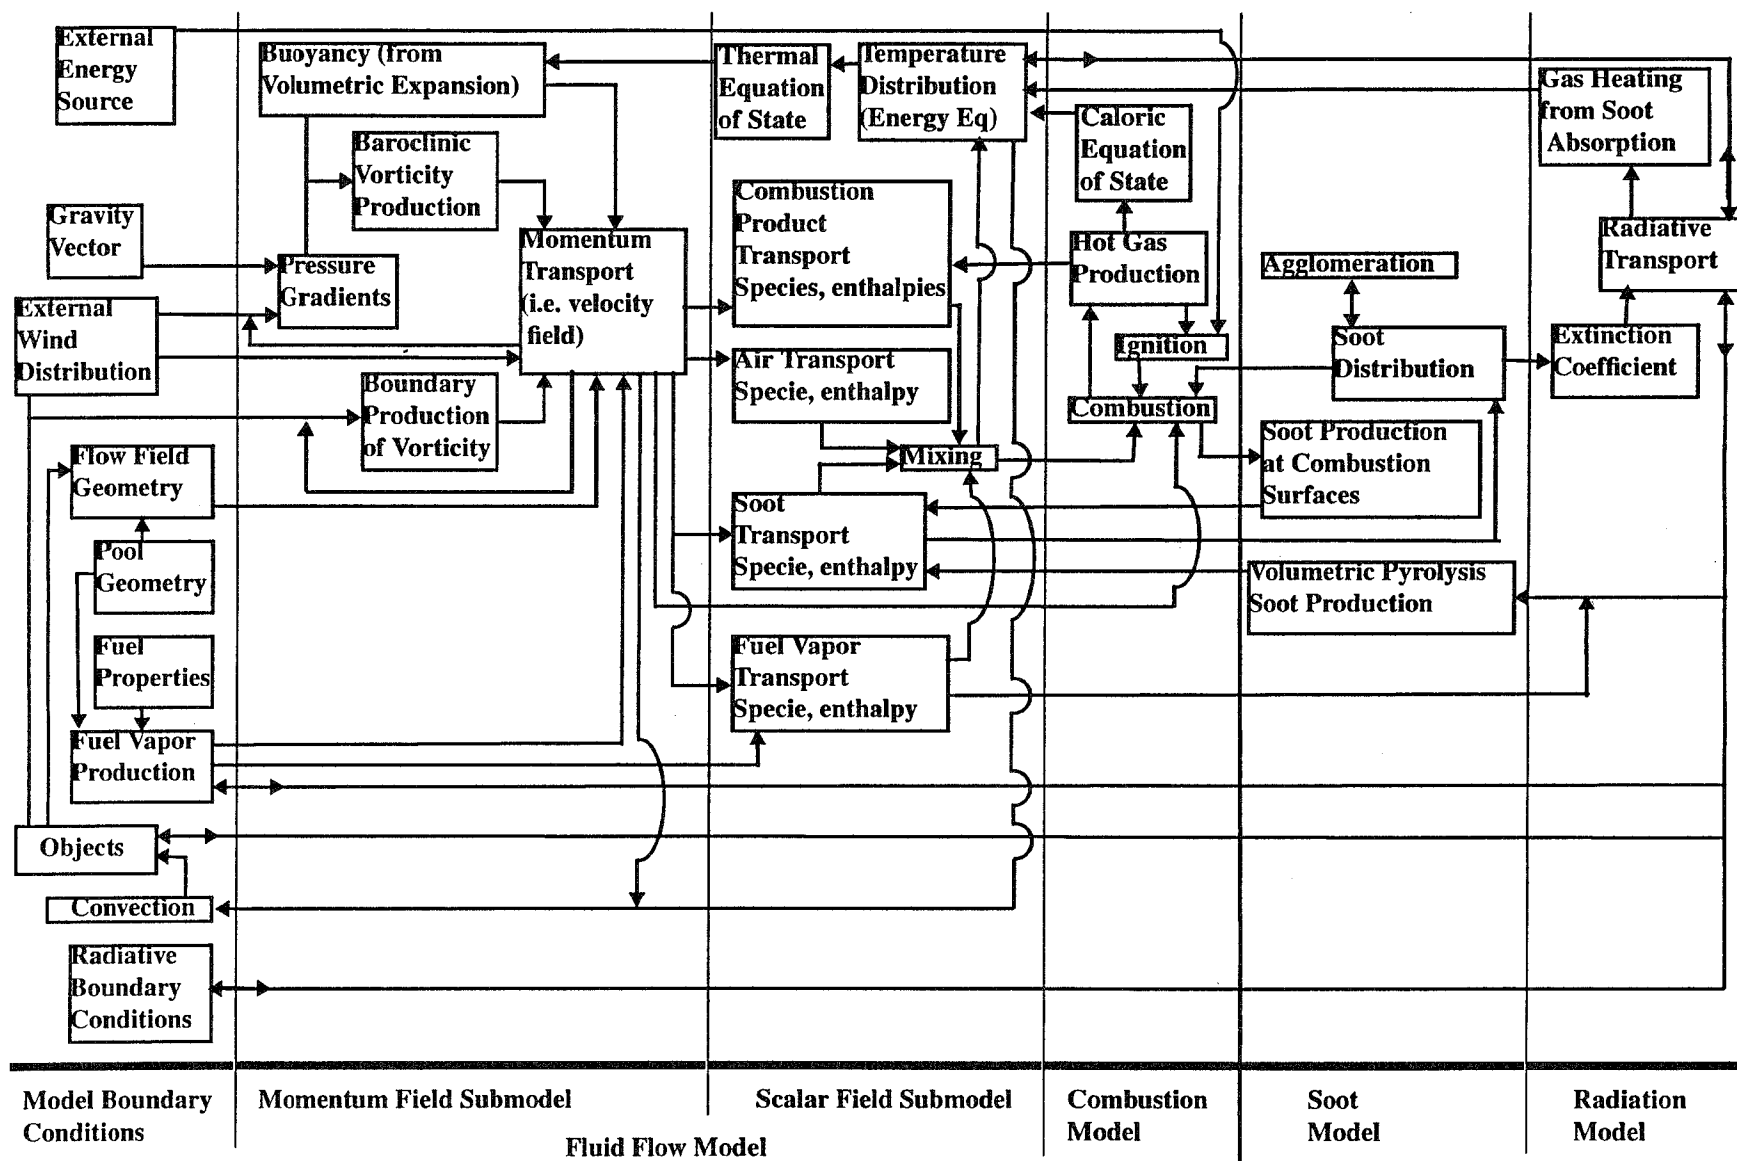 External
Energy
Source
Gravity
Vector
External
Wind
Distribution
Flow Field
Geometry
Pool
Geometry
Fuel
Properties
Fuel Vapor
Production
Objects
Convection
Radiative
Boundary
Conditions
Buoyancy (from
Volumetric Expansion)
Baroclinic
Vorticity
Production
Pressure
Gradients
Momentum
Transport
(i.e. velocity
field)
Boundary
Production
of Vorticity
Thermal
Equation
of State
Temperature
Distribution
(Energy Eq)
Combustion
Product
Transport
Species, enthalpies
Air Transport
Specie, enthalpy
Mixing
Soot
Transport
Specie, enthalpy
Fuel Vapor
Transport
Specie, enthalpy
Caloric
Equation
of State
Hot Gas
Production
Ignition
Combustion
Agglomeration
Soot
Distribution
Soot Production
at Combustion
Surfaces
Volumetric Pyrolysis
Soot Production
Gas Heating
from Soot
Absorption
Radiative
Transport
Extinction
Coefficient
Model Boundary
Conditions
Momentum Field Submodel
Scalar Field Submodel
Fluid Flow Model
Combustion
Model
Soot
Model
Radiation
Model